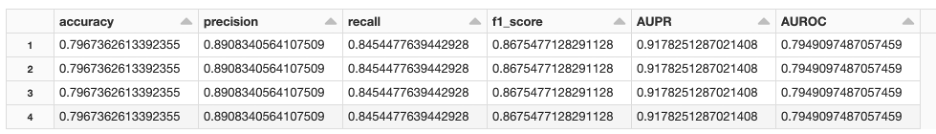 accuracy precision recall f1_score AUPR AUROC
1 0.7967362613392355 0.8908340564107509 0.8454477639442928 0.8675477128291128 0.9178251287021408 0.7949097487057459
2 0.7967362613392355 0.8908340564107509 0.8454477639442928 0.8675477128291128 0.9178251287021408 0.7949097487057459
3 0.7967362613392355 0.8908340564107509 0.8454477639442928 0.8675477128291128 0.9178251287021408 0.7949097487057459
4 0.7967362613392355 0.8908340564107509 0.8454477639442928 0.8675477128291128 0.9178251287021408 0.7949097487057459